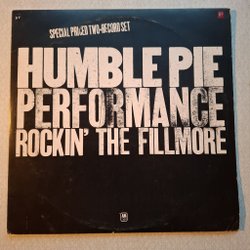 SPECIAL PRICED TWO-RECORD SET
HUMBLE PIE
PERFORMANCE
ROCKIN' THE FILLMORE
A&M